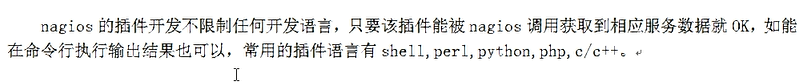 nagios 的插件开发不限制任何开发语言，只要该插件能被 nagios 调用获取到相应服务数据就 OK，如能
在命令行执行输出结果也可以，常用的插件语言有 shell,perl,python,php,c/c++。